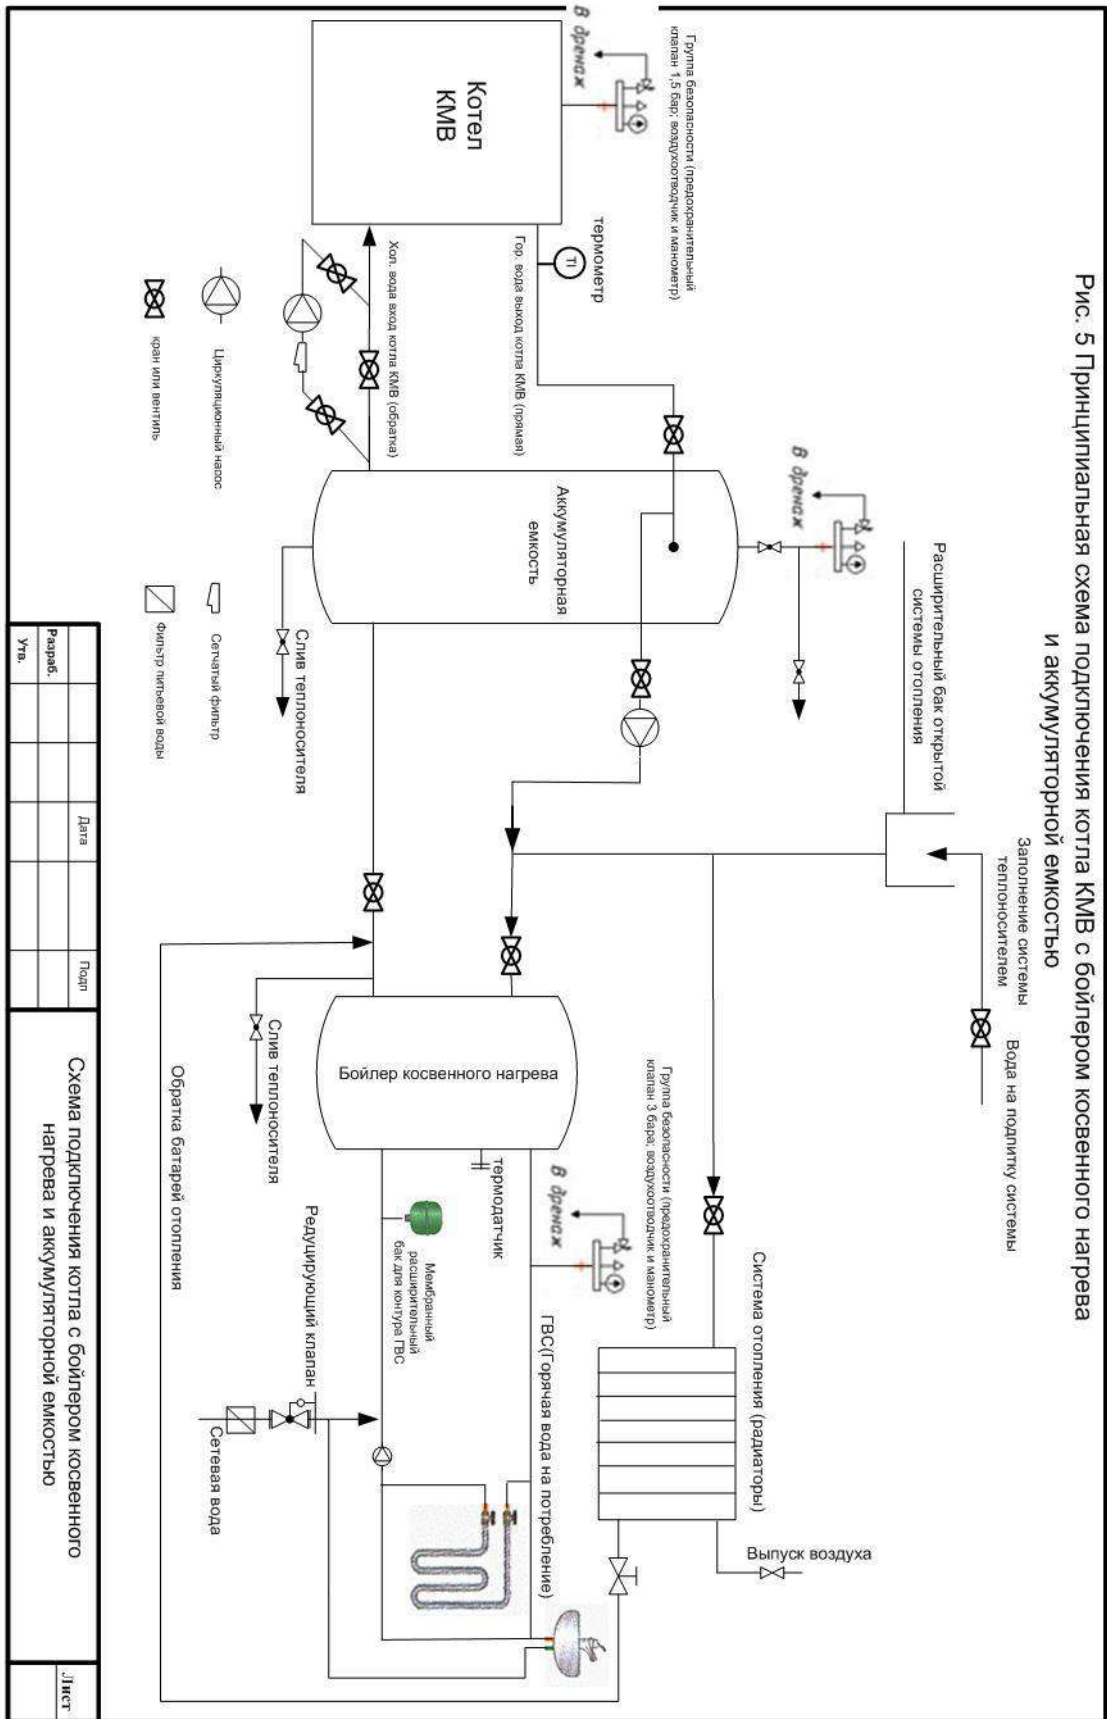 Рис. 5 Принципиальная схема подключения котла КМВ с бойлером косвенного нагрева
и аккумуляторной емкостью
Группа безопасности (предохранительный
клапан 1,5 бар; воздухоотводчик и манометр)
В дренаж
Котел
КМВ
термометр
TI
Гор. вода выход котла КМВ (прямая)
Хол. вода вход котла КМВ (обратка)
В дренаж
Аккумуляторная
емкость
Слив теплоносителя
Расширительный бак открытой
системы отопления
Заполнение системы
теплоносителем
Вода на подпитку системы
Бойлер косвенного нагрева
Слив теплоносителя
термодатчик
Группа безопасности (предохранительный
клапан 3 бара; воздухоотводчик и манометр)
В дренаж
Система отопления (радиаторы)
Выпуск воздуха
ГВС(Горячая вода на потребление)
Мембранный
расширительный
бак для контура ГВС
Редуцирующий клапан
Сетевая вода
Обратка батарей отопления
Циркуляционный насос
кран или вентиль
Сетчатый фильтр
Фильтр питьевой воды
Дата
Подп
Разраб.
Утв.
Схема подключения котла с бойлером косвенного
нагрева и аккумуляторной емкостью
Лист